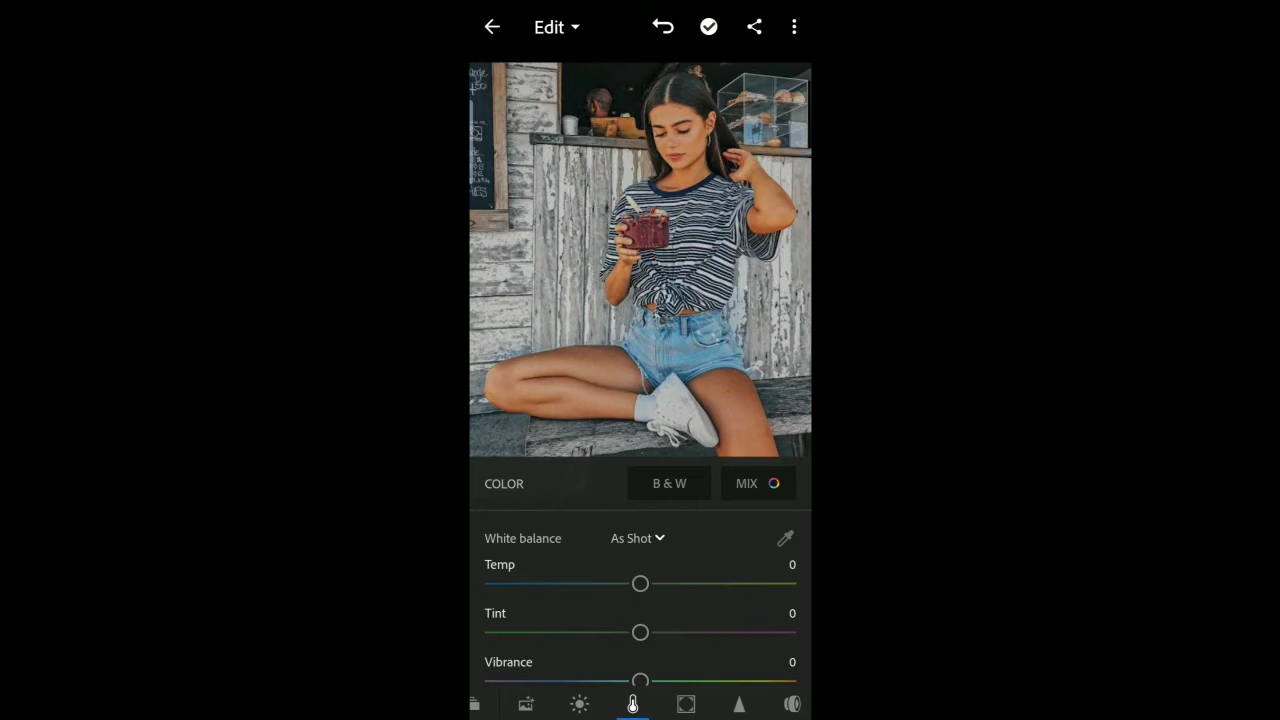 Edit
COLOR
B & W
MIX
White balance
As Shot
Temp
0
Tint
0
Vibrance
0